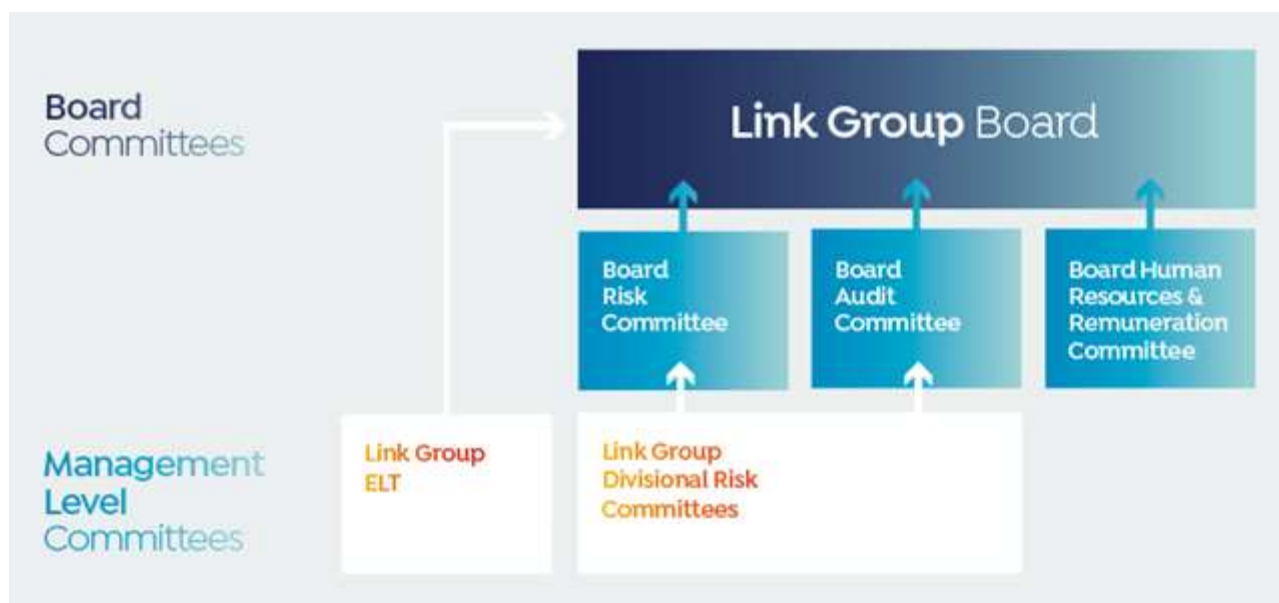 Board
Committees
Link Group Board
Board
Risk
Committee
Board
Audit
Committee
Board Human
Resources &
Remuneration
Committee
Management
Level
Committees
Link Group
ELT
Link Group
Divisional Risk
Committees